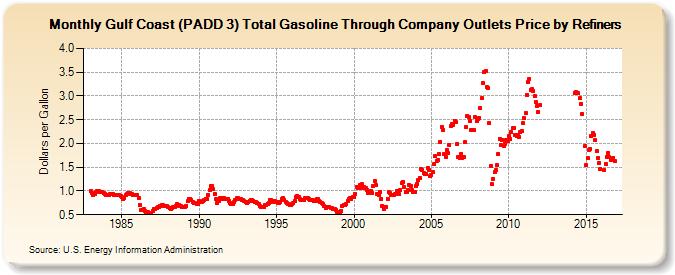 Monthly Gulf Coast (PADD 3) Total Gasoline Through Company Outlets Price by Refiners
Dollars per Gallon
4.0
3.5
3.0
2.5
2.0
1.5
1.0
0.5
1985 1990 1995 2000 2005 2010 2015
Source: U.S. Energy Information Administration